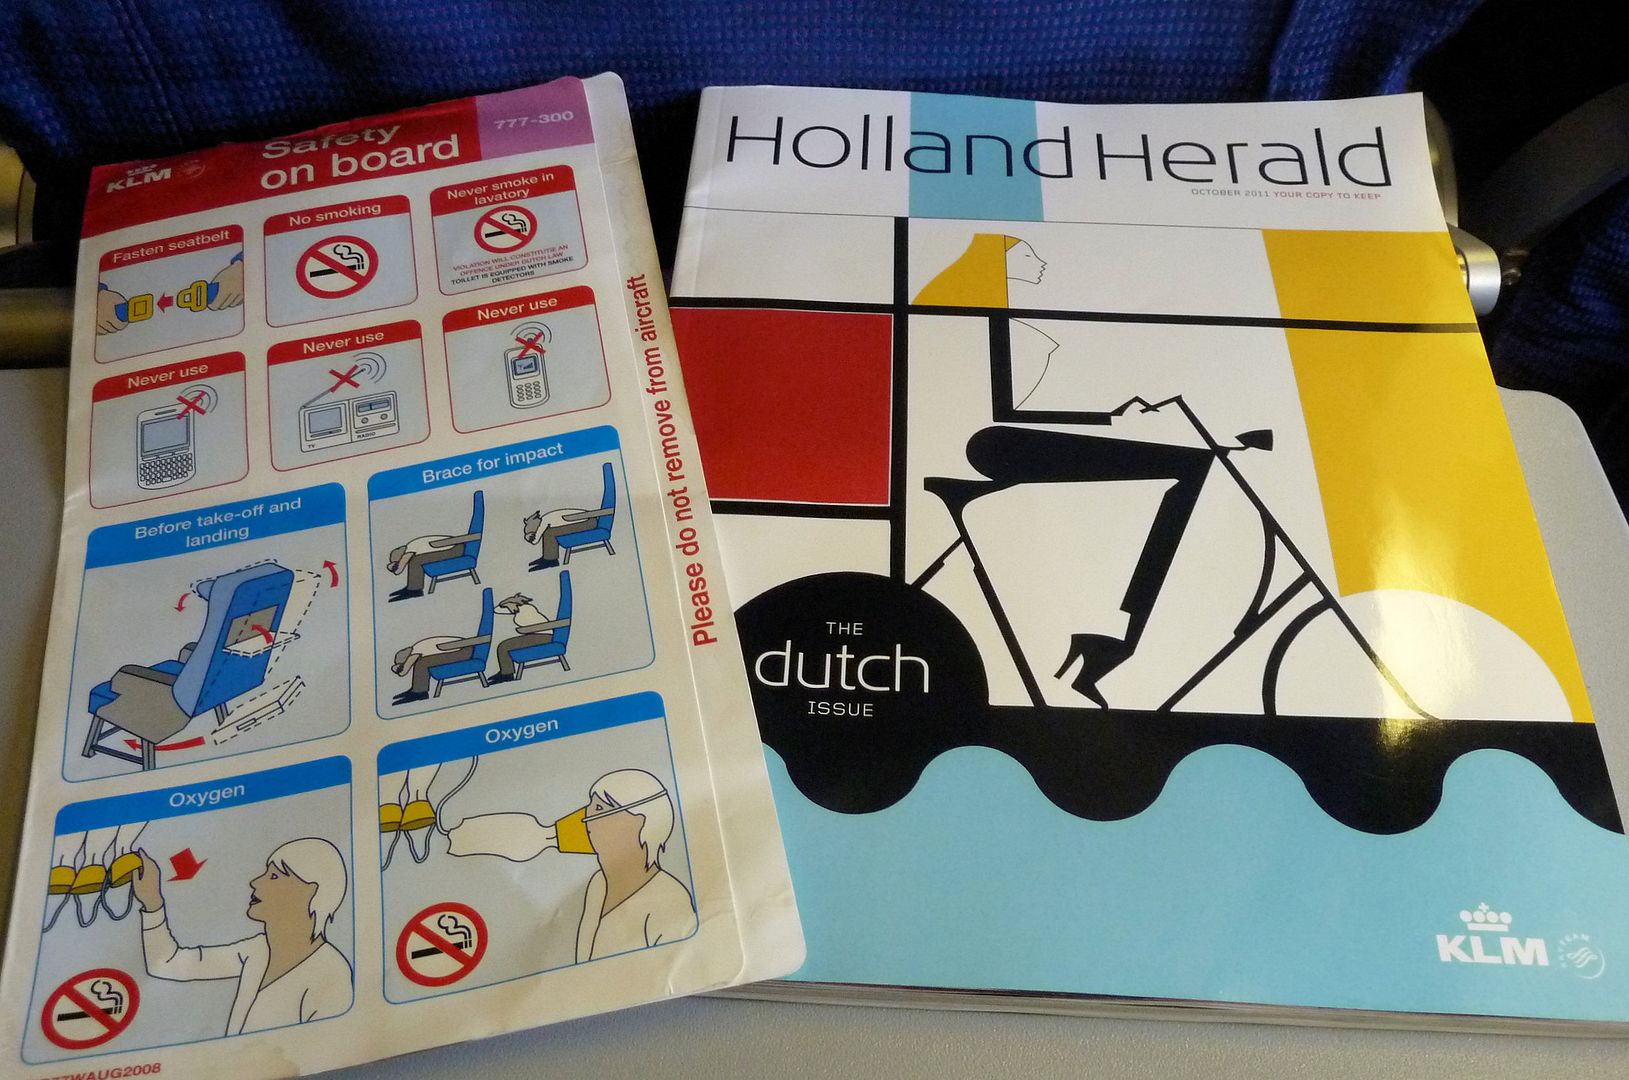 Safety
on board
777-300
KLM
Fasten seatbelt
No smoking
Never smoke in
lavatory
VIOLATION WILL CONSTITUTE AN
OFFENCE UNDER DUTCH LAW
TOILET IS EQUIPPED WITH SMOKE
DETECTORS
Never use
Never use
TV
RADIO
Never use
Before take-off and
landing
Brace for impact
Oxygen
Oxygen
Please do not remove from aircraft
WAUG2008
Holland Herald
OCTOBER 2011 YOUR COPY TO KEEP
THE
dutch
ISSUE
KLM
SKYTEAM